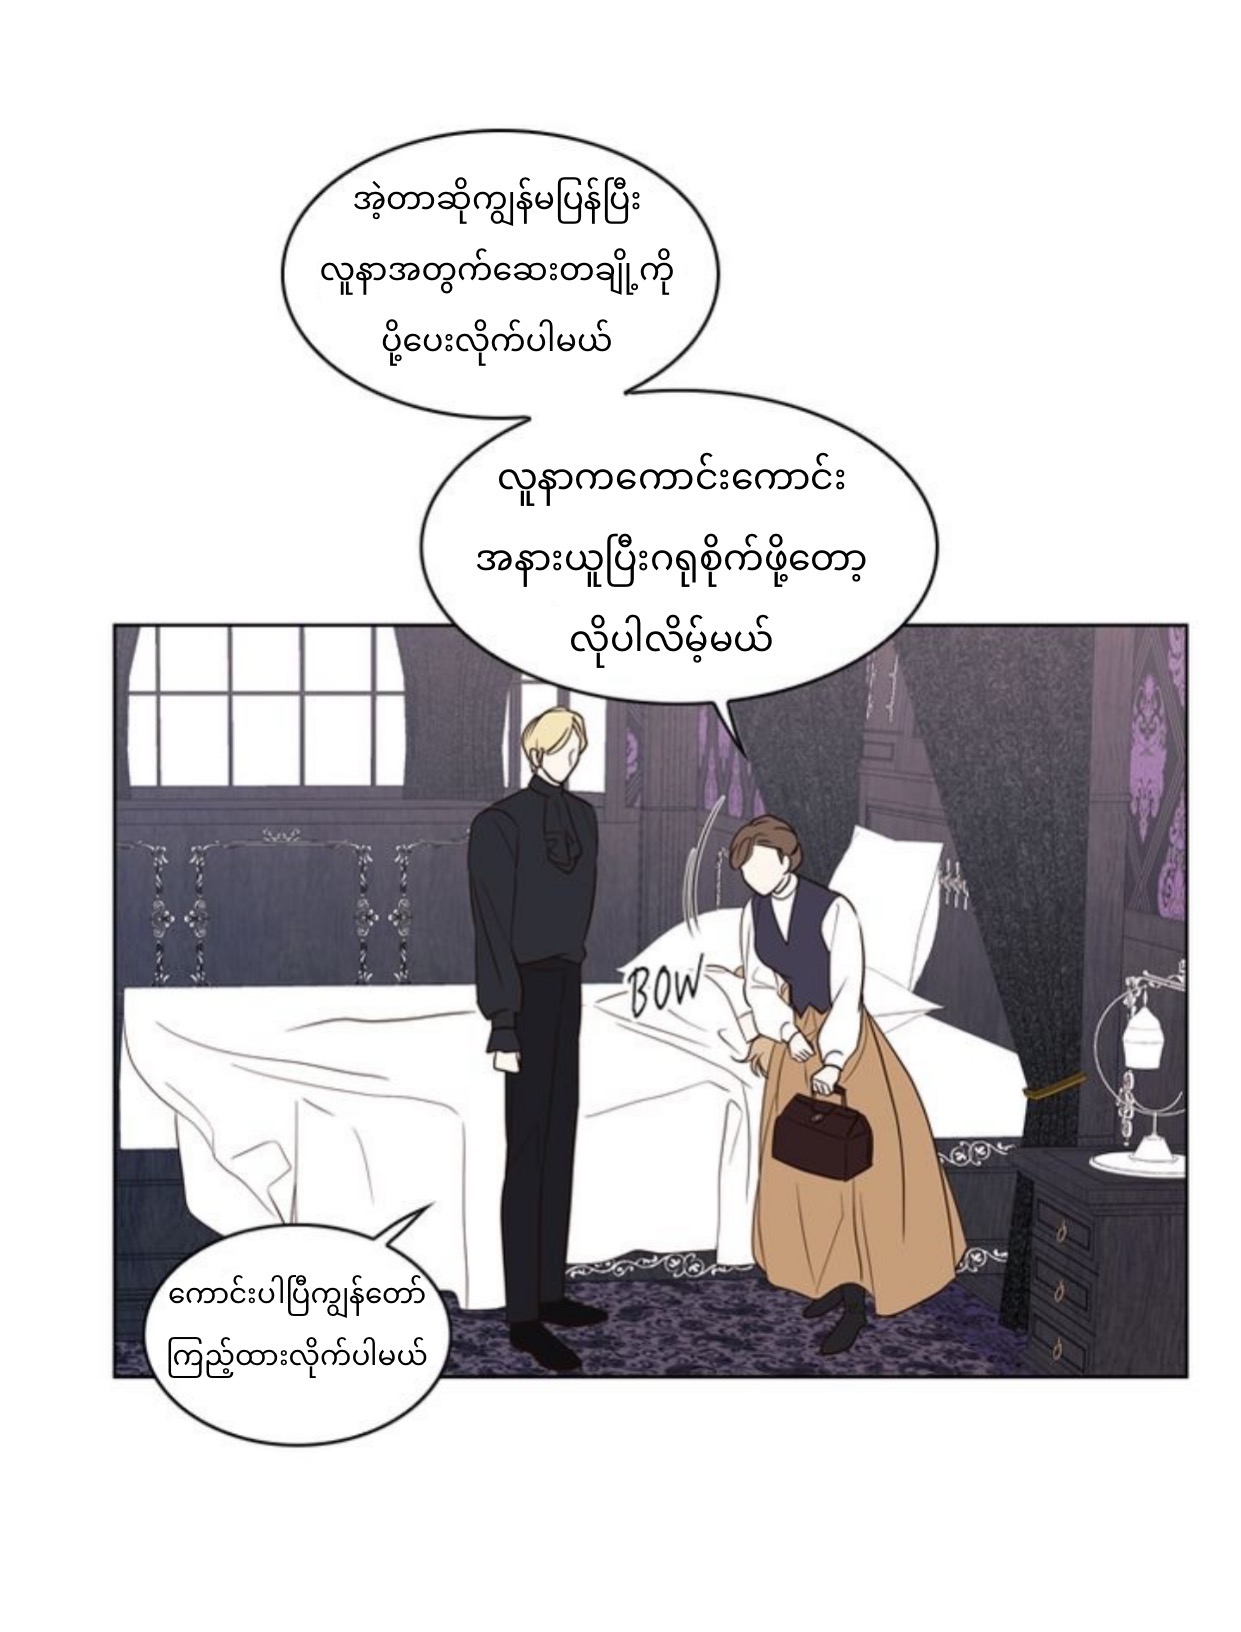 အဲ့တာဆိုကျွန်မပြန်ပြီး
လူနာအတွက်ဆေးတချို့ကို
ပို့ပေးလိုက်ပါမယ်
လူနာကကောင်းကောင်း
အနားယူပြီးဂရုစိုက်ဖို့တော့
လိုပါလိမ့်မယ်
BOW
ကောင်းပါပြီကျွန်တော်
ကြည့်ထားလိုက်ပါမယ်